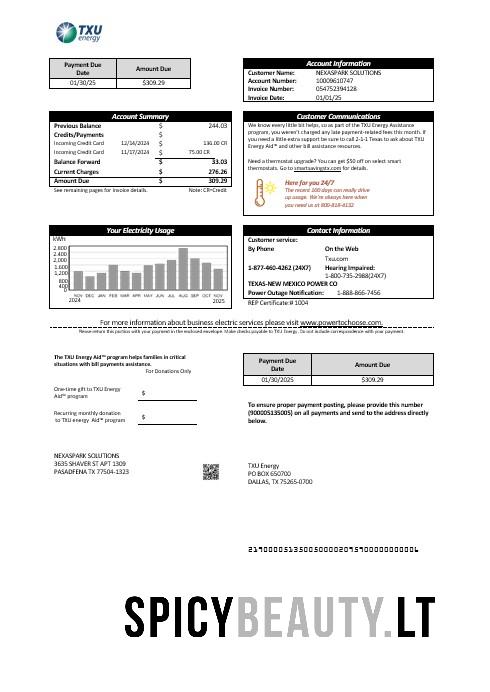 TXU
energy
Payment Due Date
Amount Due
01/30/25
$309.29
Account Information
Customer Name: NEXASPARK SOLUTIONS
Account Number: 10009610747
Invoice Number: 054752394128
Invoice Date: 01/01/25
Account Summary
Previous Balance $ 244.03
Credits/Payments $
Incoming Credit Card 12/14/2024 $ 136.00 CR
Incoming Credit Card 11/17/2024 $ 75.00 CR
Balance Forward $ 33.03
Current Charges $ 276.26
Amount Due $ 309.29
See remaining pages for invoice details. Note: CR=Credit
Customer Communications
We know every little bit helps, so as part of the TXU Energy Assistance
program, you weren't charged any late payment-related fees this month. If
you need a little extra support be sure to call 2-1-1 Texas to ask about TXU
Energy℠ and other bill assistance resources.
Need a thermostat upgrade? You can get $50 off on select smart
thermostats. Go to smartsavingstx.com for details.
Here for you 24/7
The recent 100 days can really drive
up usage. We're always here when
you need us at 800-818-6132
Your Electricity Usage
kWh
2,800
2,400
2,000
1,600
1,200
800
400
0
NOV DEC JAN FEB MAR APR MAY JUN JUL AUG SEP OCT NOV
2024 2025
Contact Information
Customer service:
By Phone On the Web
Txu.com
1-877-460-4262 (24X7) Hearing Impaired:
1-800-735-2988(24X7)
TEXAS-NEW MEXICO POWER CO
Power Outage Notification: 1-888-866-7456
REP Certificate:# 1004
For more information about business electric services please visit www.powertochoose.com.
Please return this portion with your payment in the enclosed envelope. Make checks payable to TXU Energy. Do not include correspondence with your payment.
The TXU Energy Aid℠ program helps families in critical
situations with bill payments assistance.
For Donations Only
One-time gift to TXU Energy
Aid℠ program $
Recurring monthly donation
to TXU energy Aid℠ program $
Payment Due Date
Amount Due
01/30/2025
$309.29
To ensure proper payment posting, please provide this number
(900005135005) on all payments and send to the address directly
below.
NEXASPARK SOLUTIONS
3635 SHAVER ST APT 1309
PASADFENA TX 77504-1323
TXU Energy
PO BOX 650700
DALLAS, TX 75265-0700
SPICYBEAUTY.LT